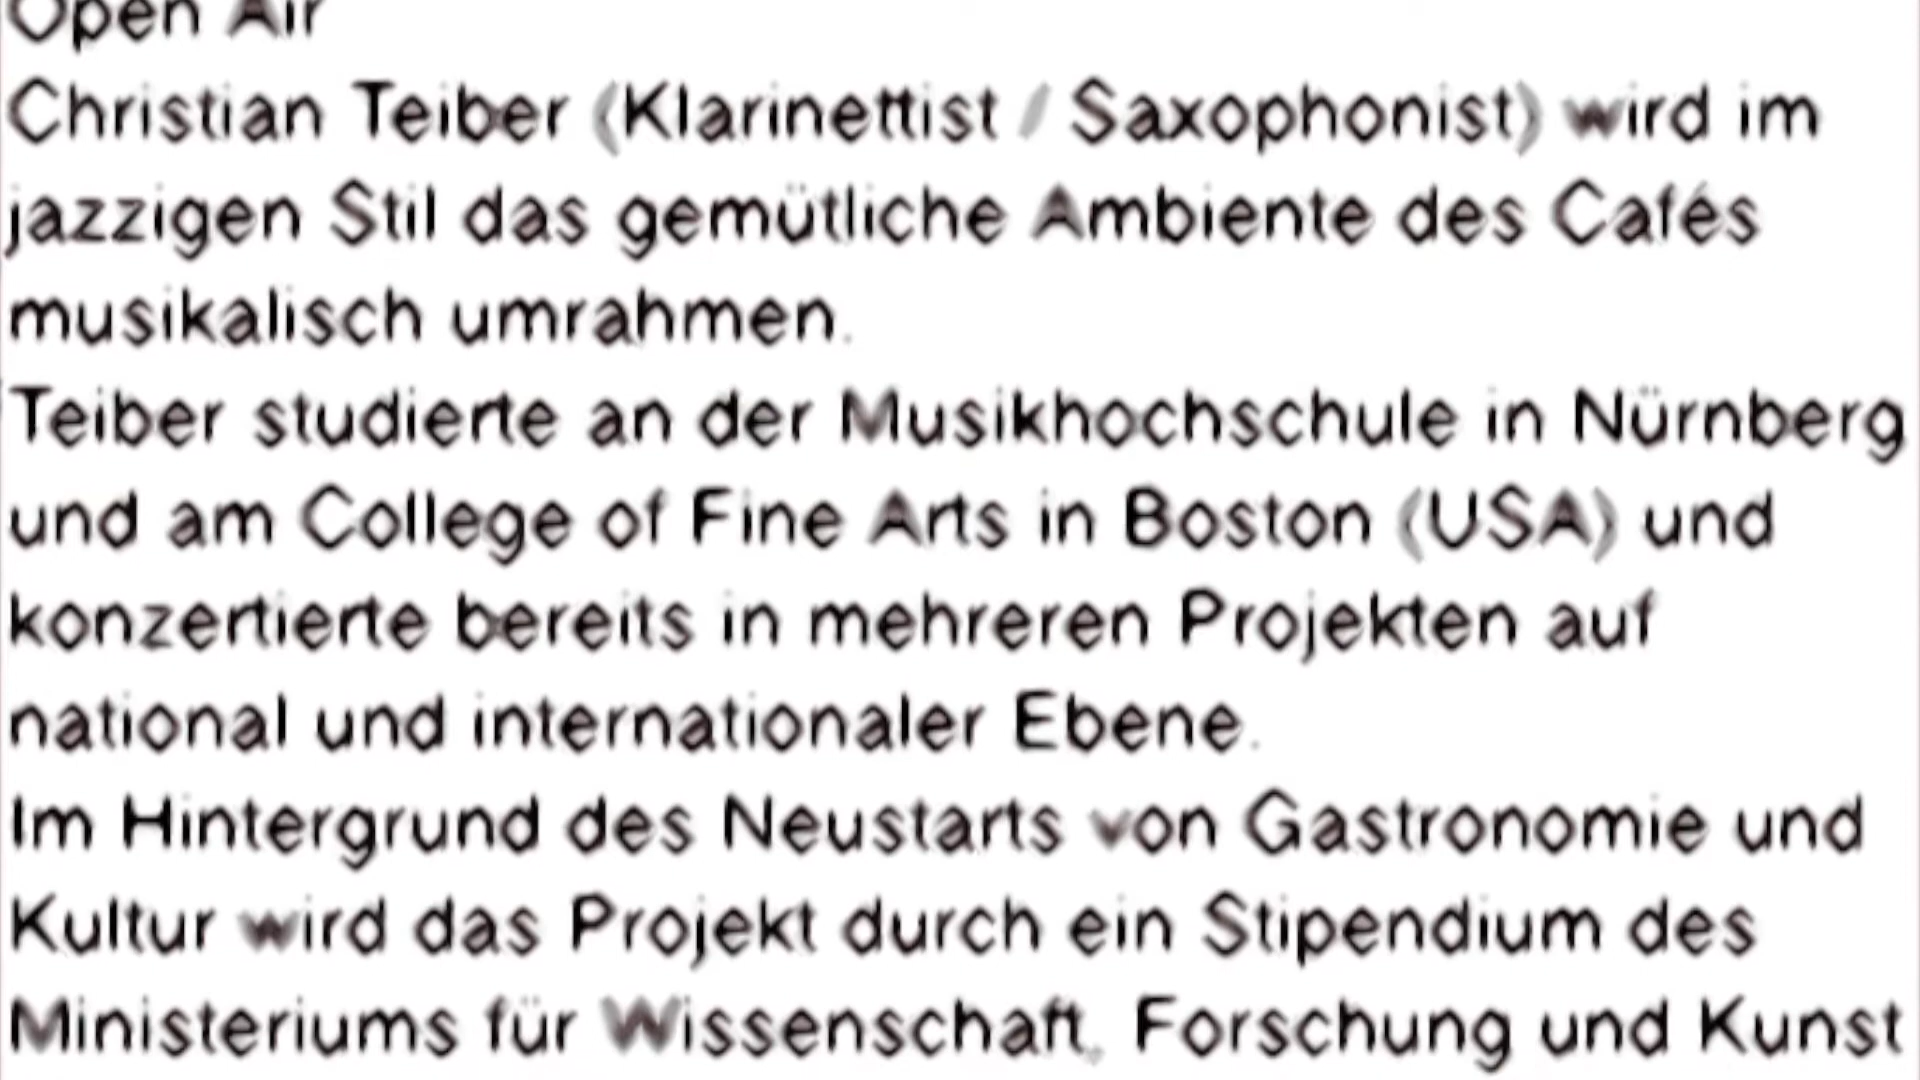 Open Air
Christian Teiber (Klarinettist / Saxophonist) wird im
jazzigen Stil das gemütliche Ambiente des Cafés
musikalisch umrahmen.
Teiber studierte an der Musikhochschule in Nürnberg
und am College of Fine Arts in Boston (USA) und
konzertierte bereits in mehreren Projekten auf
national und internationaler Ebene.
Im Hintergrund des Neustarts von Gastronomie und
Kultur wird das Projekt durch ein Stipendium des
Ministeriums für Wissenschaft, Forschung und Kunst